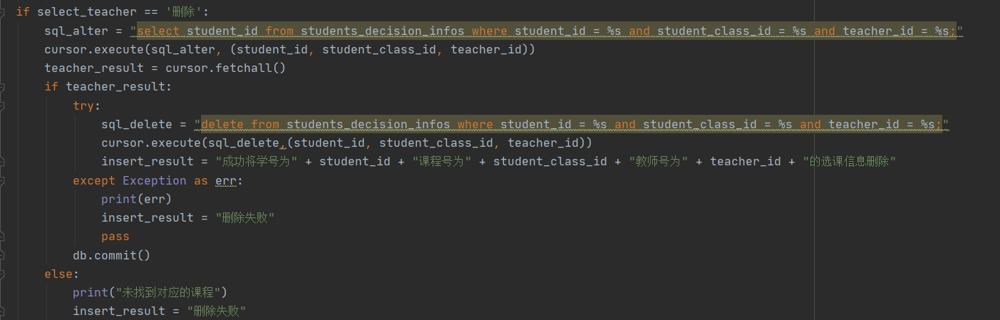 if select_teacher == '删除':
    sql_alter = "select student_id from students_decision_infos where student_id = %s and student_class_id = %s and teacher_id = %s;"
    cursor.execute(sql_alter, (student_id, student_class_id, teacher_id))
    teacher_result = cursor.fetchall()
    if teacher_result:
        try:
            sql_delete = "delete from students_decision_infos where student_id = %s and student_class_id = %s and teacher_id = %s;"
            cursor.execute(sql_delete,(student_id, student_class_id, teacher_id))
            insert_result = "成功将学号为" + student_id + "课程号为" + student_class_id + "教师号为" + teacher_id + "的选课信息删除"
        except Exception as err:
            print(err)
            insert_result = "删除失败"
            pass
        db.commit()
    else:
        print("未找到对应的课程")
        insert_result = "删除失败"